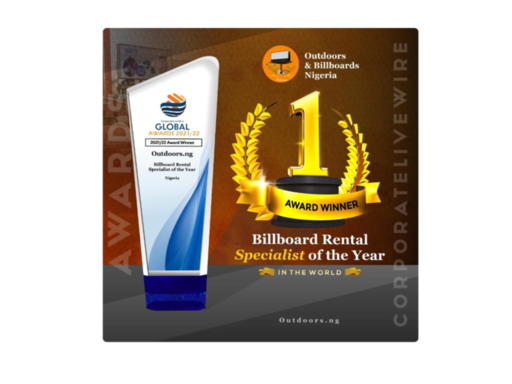 Outdoors
& Billboards
Nigeria
GLOBAL
AWARDS 2021/22
2021/22 Award Winner
Outdoors.ng
Billboard Rental
Specialist of the Year
Nigeria
1
AWARD WINNER
Billboard Rental
Specialist of the Year
IN THE WORLD
Outdoors.ng
AWARDS
CORPORATELIVEWIRE